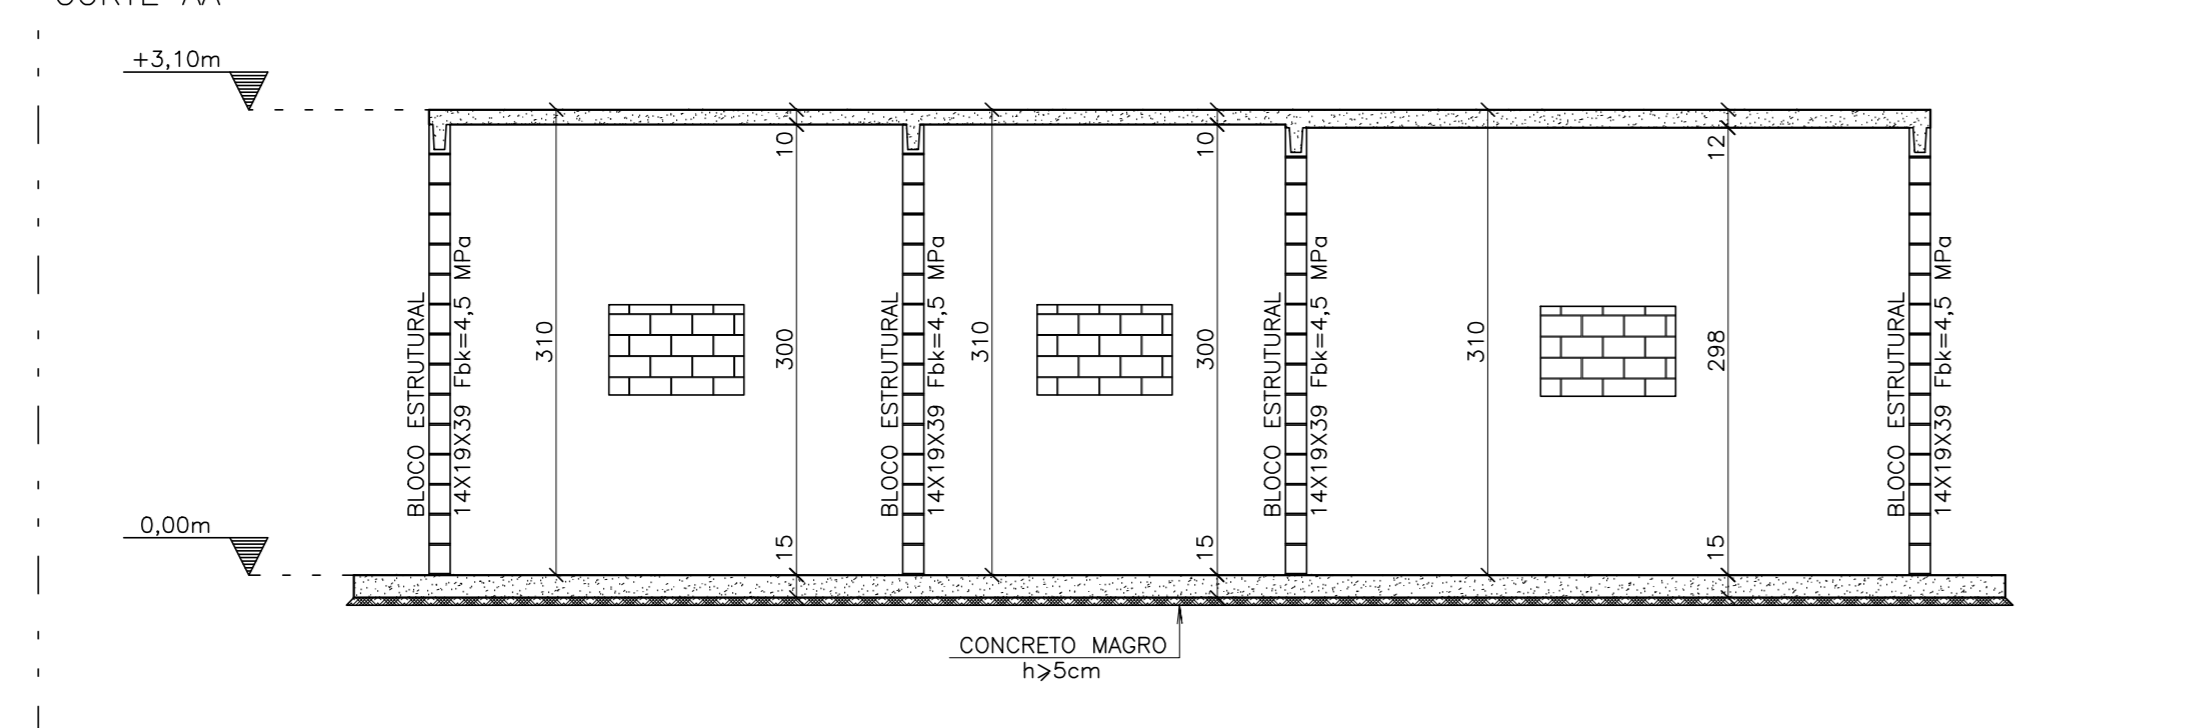 CORTE AA
+3,10m
10
10
12
BLOCO ESTRUTURAL
14X19X39 Fbk=4,5 MPa
310
300
BLOCO ESTRUTURAL
14X19X39 Fbk=4,5 MPa
310
300
BLOCO ESTRUTURAL
14X19X39 Fbk=4,5 MPa
310
298
BLOCO ESTRUTURAL
14X19X39 Fbk=4,5 MPa
0,00m
15
15
15
CONCRETO MAGRO
h⩾5cm